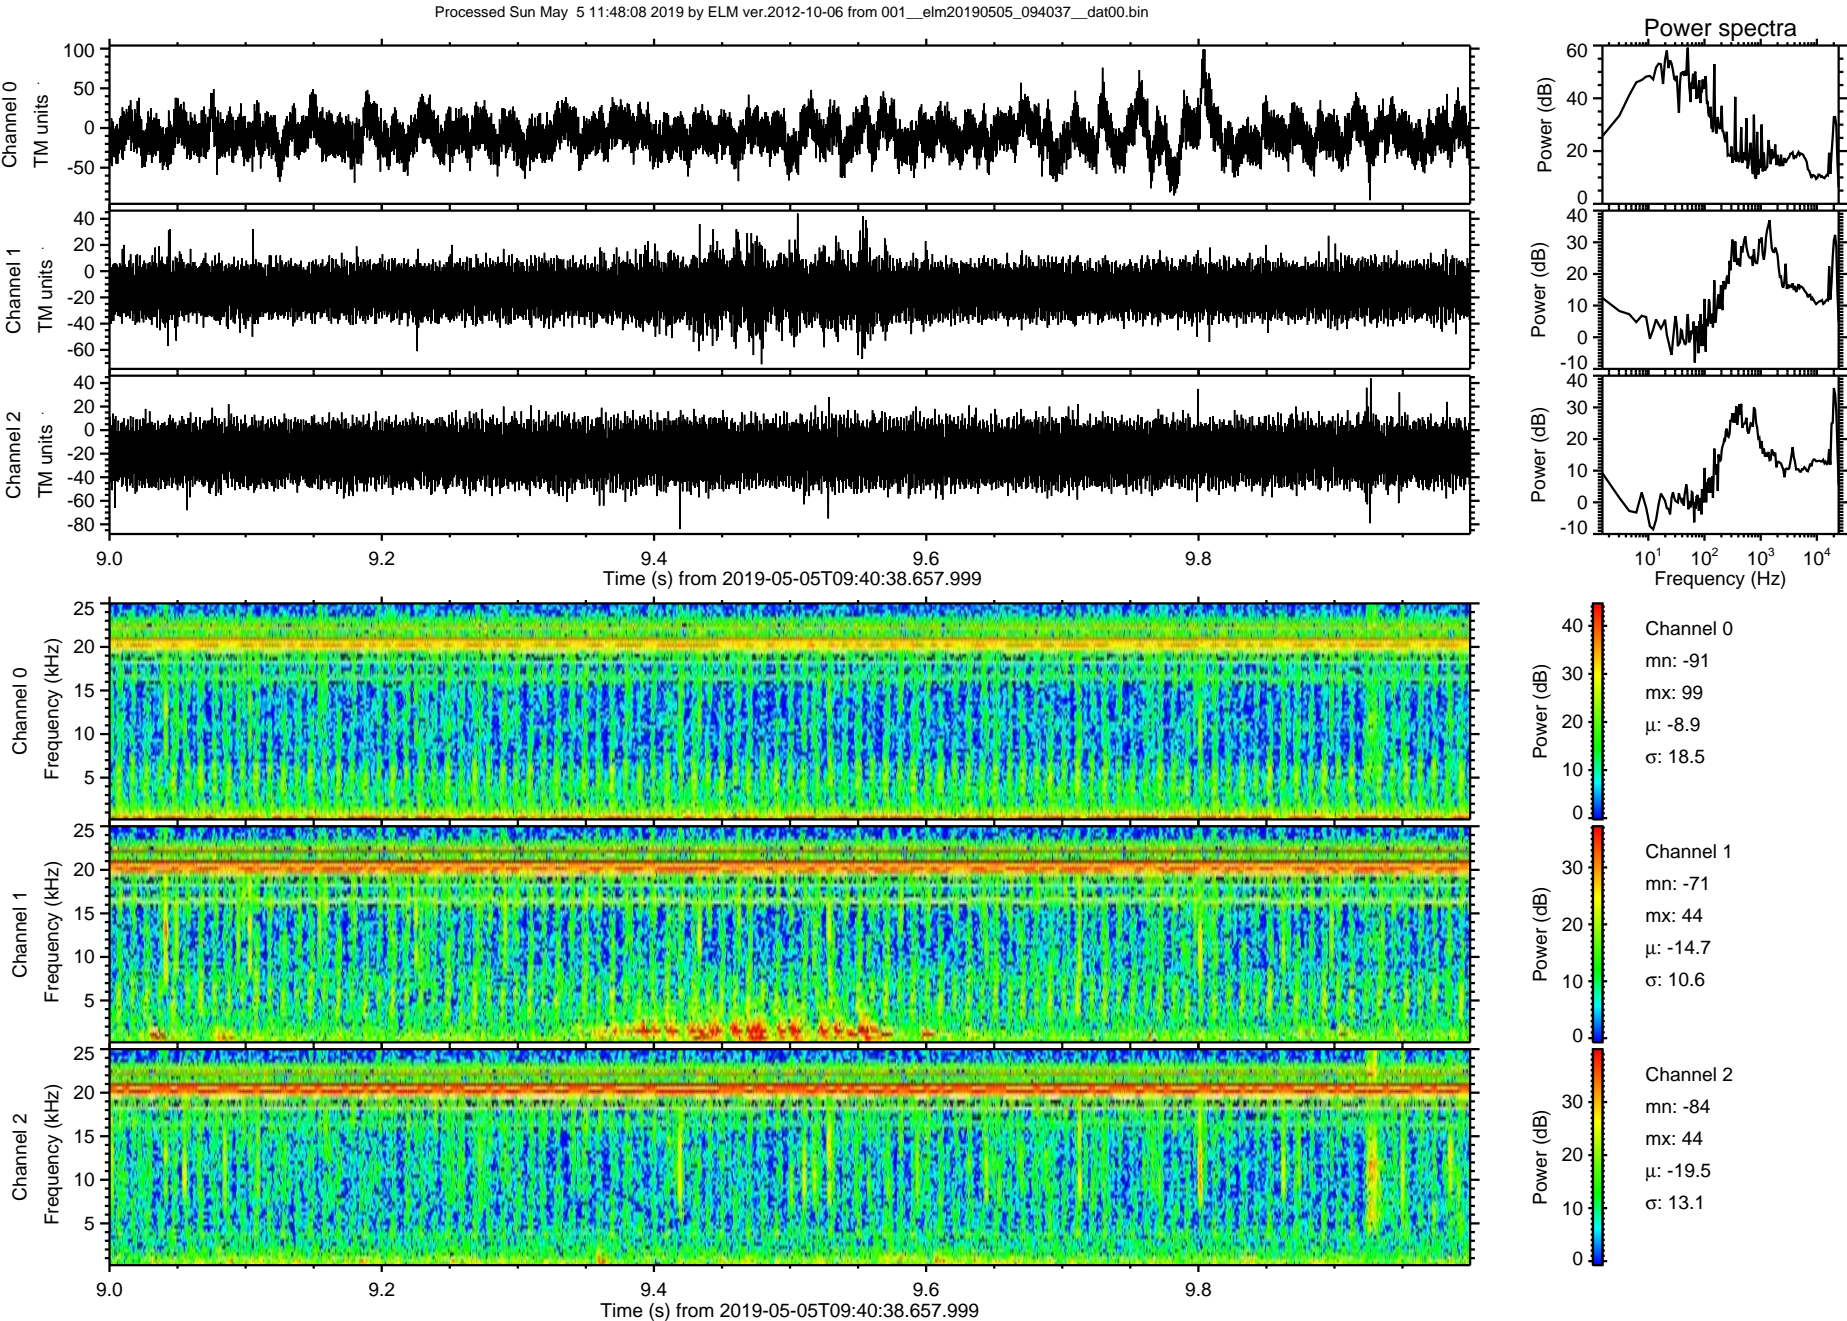 Processed Sun May  5 11:48:08 2019 by ELM ver.2012-10-06 from 001__elm20190505_094037__dat00.bin
Power spectra
Channel 0
TM units
100
50
0
-50
Power (dB)
60
40
20
0
Channel 1
TM units
40
20
0
-20
-40
-60
Power (dB)
40
30
20
10
0
-10
Channel 2
TM units
40
20
0
-20
-40
-60
-80
Power (dB)
40
30
20
10
0
-10
9.0 9.2 9.4 9.6 9.8
Time (s) from 2019-05-05T09:40:38.657.999
10^1 10^2 10^3 10^4
Frequency (Hz)
Channel 0
Frequency (kHz)
25
20
15
10
5
Power (dB)
40
30
20
10
0
Channel 0
mn: -91
mx: 99
μ: -8.9
σ: 18.5
Channel 1
Frequency (kHz)
25
20
15
10
5
Power (dB)
30
20
10
0
Channel 1
mn: -71
mx: 44
μ: -14.7
σ: 10.6
Channel 2
Frequency (kHz)
25
20
15
10
5
Power (dB)
30
20
10
0
Channel 2
mn: -84
mx: 44
μ: -19.5
σ: 13.1
9.0 9.2 9.4 9.6 9.8
Time (s) from 2019-05-05T09:40:38.657.999